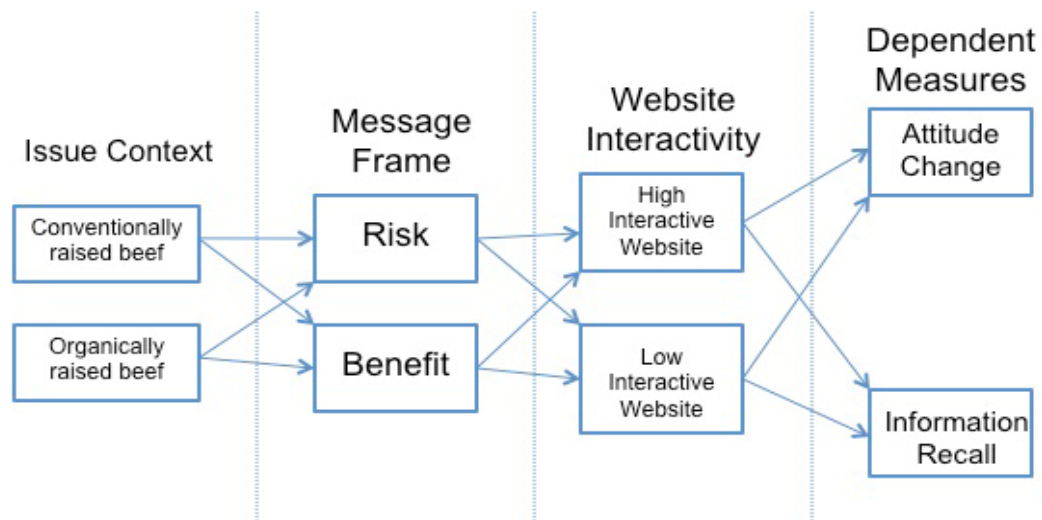 Issue Context
Conventionally
raised beef
Organically
raised beef
Message
Frame
Risk
Benefit
Website
Interactivity
High
Interactive
Website
Low
Interactive
Website
Dependent
Measures
Attitude
Change
Information
Recall